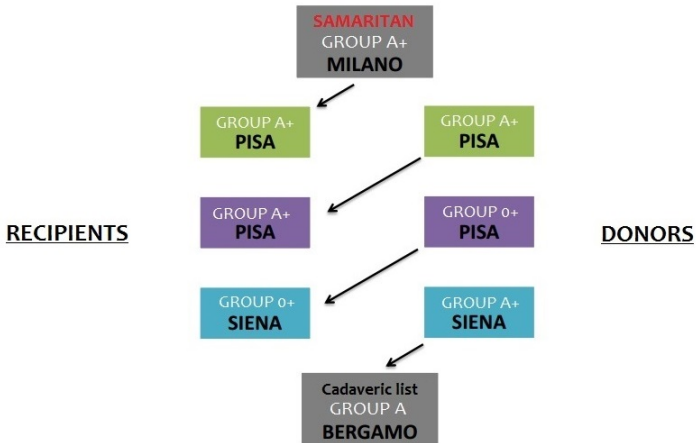 SAMARITAN
GROUP A+
MILANO
GROUP A+
PISA
GROUP A+
PISA
RECIPIENTS
GROUP A+
PISA
GROUP 0+
PISA
DONORS
GROUP 0+
SIENA
GROUP A+
SIENA
Cadaveric list
GROUP A
BERGAMO